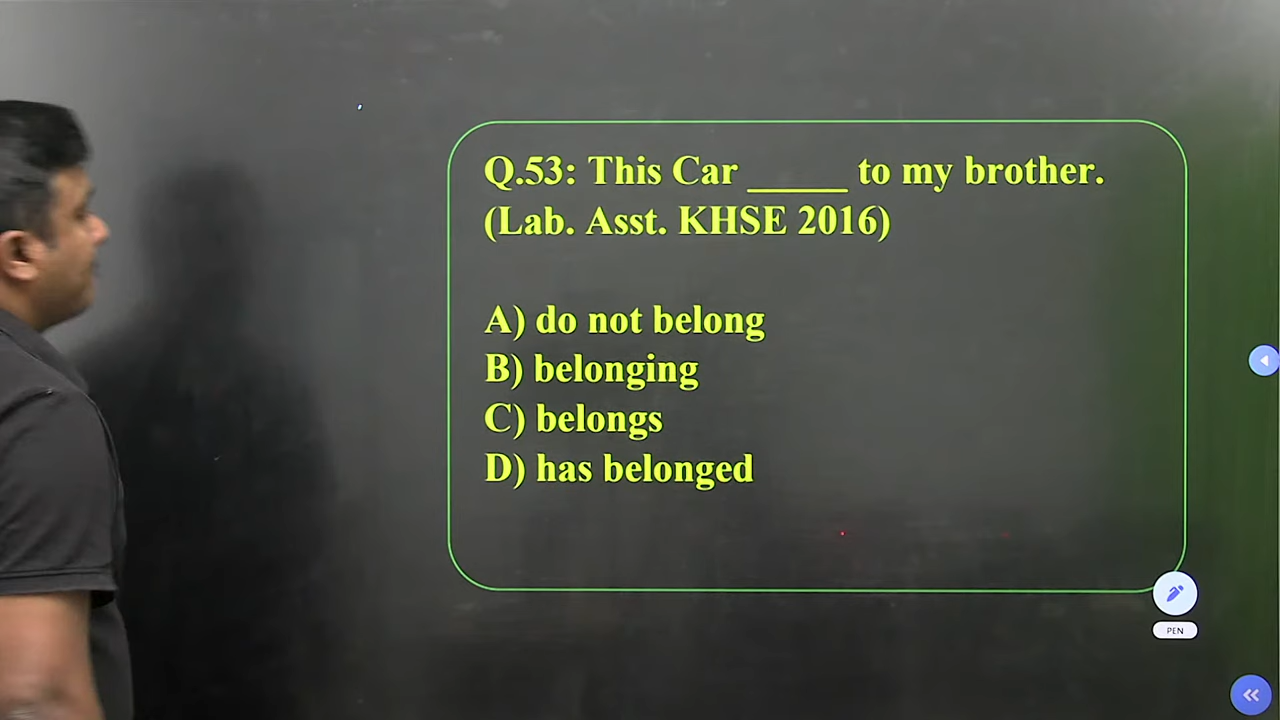 Q.53: This Car _____ to my brother.
(Lab. Asst. KHSE 2016)
A) do not belong
B) belonging
C) belongs
D) has belonged
PEN